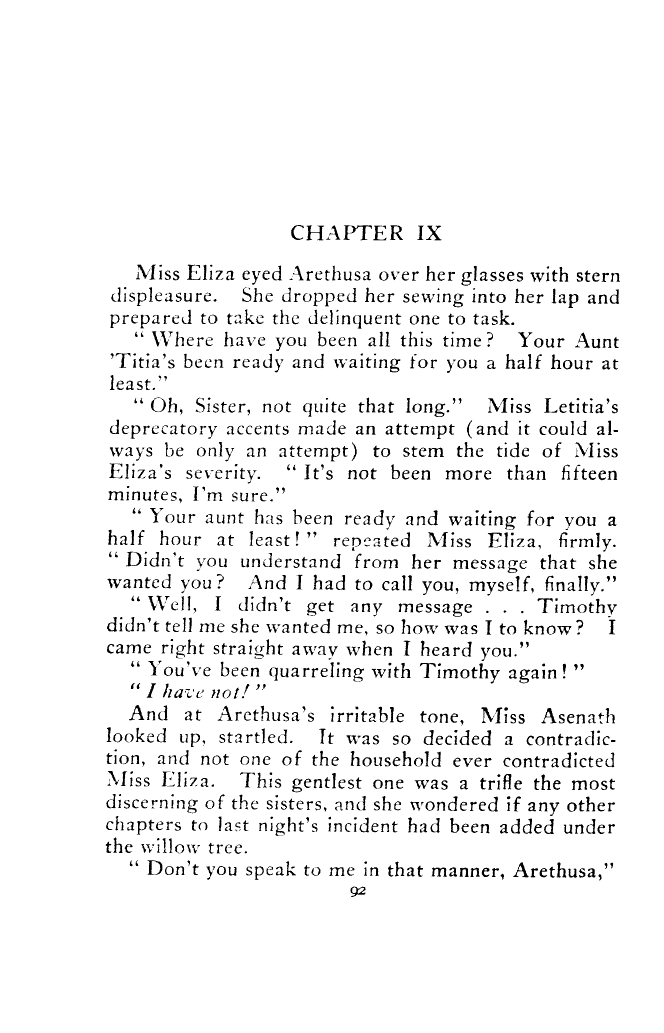 CHAPTER IX
Miss Eliza eyed Arethusa over her glasses with stern
displeasure. She dropped her sewing into her lap and
prepared to take the delinquent one to task.
“ Where have you been all this time? Your Aunt
’Titia’s been ready and waiting for you a half hour at
least.”
“ Oh, Sister, not quite that long.” Miss Letitia’s
deprecatory accents made an attempt (and it could al-
ways be only an attempt) to stem the tide of Miss
Eliza’s severity. “ It’s not been more than fifteen
minutes, I’m sure.”
“ Your aunt has been ready and waiting for you a
half hour at least! ” repeated Miss Eliza, firmly.
“ Didn’t you understand from her message that she
wanted you? And I had to call you, myself, finally.”
“ Well, I didn’t get any message . . . Timothy
didn’t tell me she wanted me, so how was I to know? I
came right straight away when I heard you.”
“ You’ve been quarreling with Timothy again! ”
“ I have not! ”
And at Arethusa’s irritable tone, Miss Asenath
looked up, startled. It was so decided a contradic-
tion, and not one of the household ever contradicted
Miss Eliza. This gentlest one was a trifle the most
discerning of the sisters, and she wondered if any other
chapters to last night’s incident had been added under
the willow tree.
“ Don’t you speak to me in that manner, Arethusa,”
92